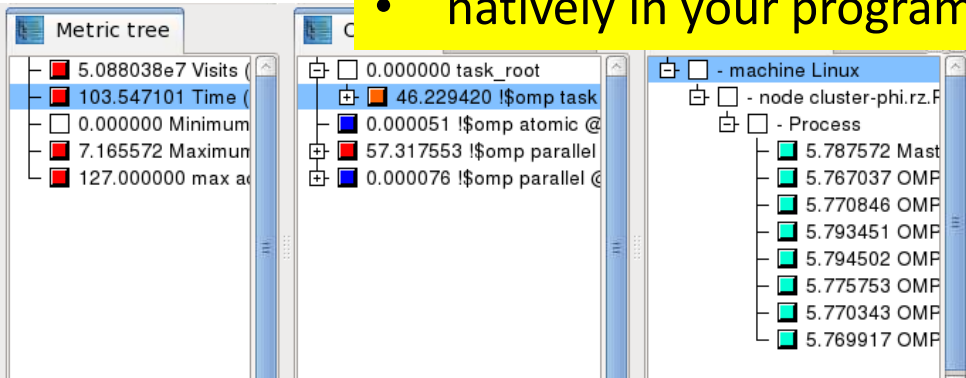 • natively in your program
Metric tree
C
5.088038e7 Visits (
103.547101 Time (
0.000000 Minimum
7.165572 Maximum
127.000000 max a
0.000000 task_root
46.229420 !$omp task
0.000051 !$omp atomic @
57.317553 !$omp parallel
0.000076 !$omp parallel @
- machine Linux
- node cluster-phi.rz.
- Process
5.787572 Mast
5.767037 OMP
5.770846 OMP
5.793451 OMP
5.794502 OMP
5.775753 OMP
5.770343 OMP
5.769917 OMP